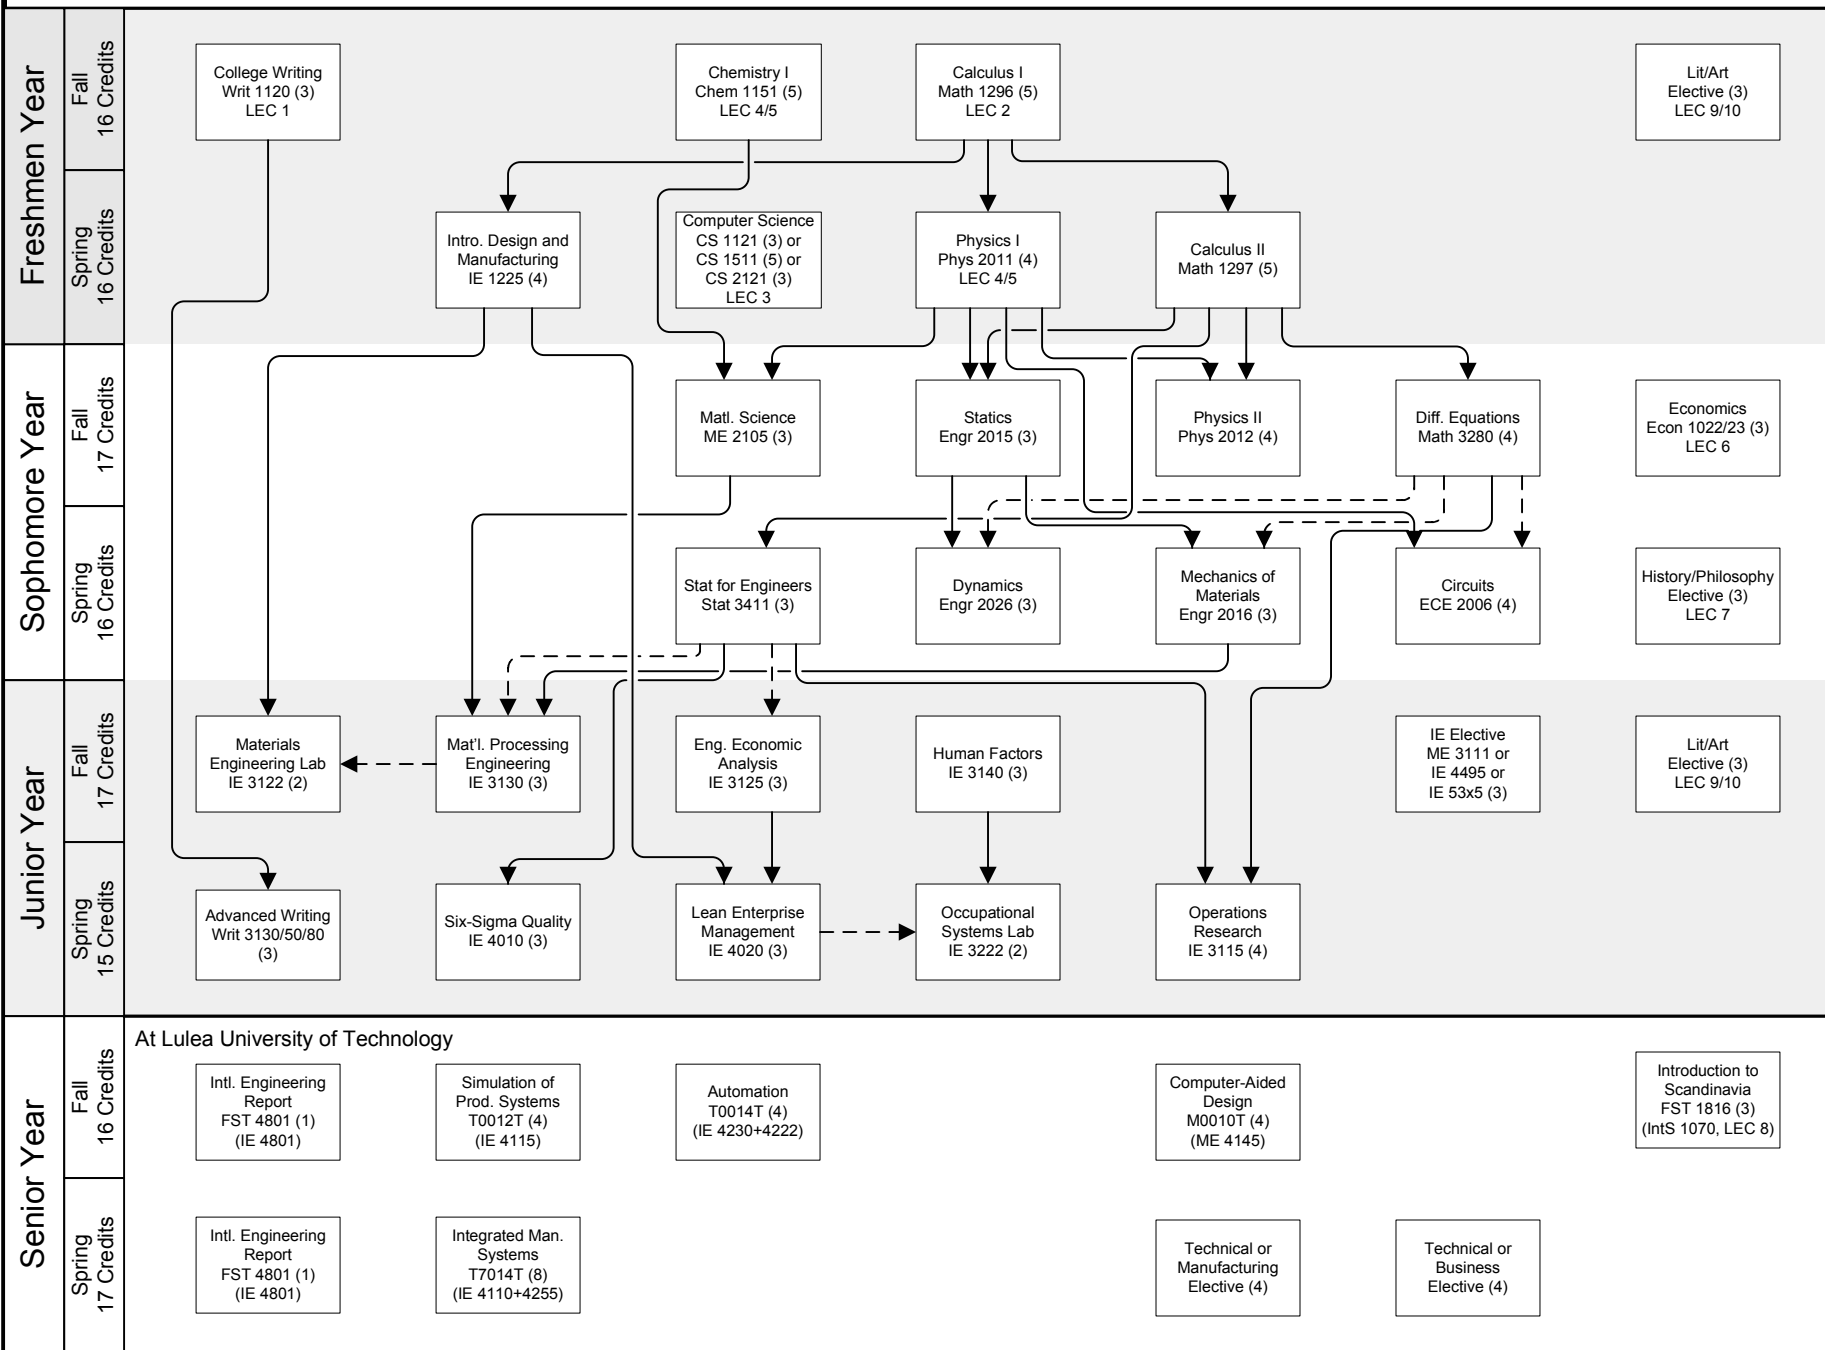 Freshmen Year
Fall
16 Credits
College Writing
Writ 1120 (3)
LEC 1
Chemistry I
Chem 1151 (5)
LEC 4/5
Calculus I
Math 1296 (5)
LEC 2
Lit/Art
Elective (3)
LEC 9/10
Spring
16 Credits
Intro. Design and
Manufacturing
IE 1225 (4)
Computer Science
CS 1121 (3) or
CS 1511 (5) or
CS 2121 (3)
LEC 3
Physics I
Phys 2011 (4)
LEC 4/5
Calculus II
Math 1297 (5)
Sophomore Year
Fall
17 Credits
Matl. Science
ME 2105 (3)
Statics
Engr 2015 (3)
Physics II
Phys 2012 (4)
Diff. Equations
Math 3280 (4)
Economics
Econ 1022/23 (3)
LEC 6
Spring
16 Credits
Stat for Engineers
Stat 3411 (3)
Dynamics
Engr 2026 (3)
Mechanics of
Materials
Engr 2016 (3)
Circuits
ECE 2006 (4)
History/Philosophy
Elective (3)
LEC 7
Junior Year
Fall
17 Credits
Materials
Engineering Lab
IE 3122 (2)
Mat'l. Processing
Engineering
IE 3130 (3)
Eng. Economic
Analysis
IE 3125 (3)
Human Factors
IE 3140 (3)
IE Elective
ME 3111 or
IE 4495 or
IE 53x5 (3)
Lit/Art
Elective (3)
LEC 9/10
Spring
15 Credits
Advanced Writing
Writ 3130/50/80
(3)
Six-Sigma Quality
IE 4010 (3)
Lean Enterprise
Management
IE 4020 (3)
Occupational
Systems Lab
IE 3222 (2)
Operations
Research
IE 3115 (4)
Senior Year
At Lulea University of Technology
Fall
16 Credits
Intl. Engineering
Report
FST 4801 (1)
(IE 4801)
Simulation of
Prod. Systems
T0012T (4)
(IE 4115)
Automation
T0014T (4)
(IE 4230+4222)
Computer-Aided
Design
M0010T (4)
(ME 4145)
Introduction to
Scandinavia
FST 1816 (3)
(IntS 1070, LEC 8)
Spring
17 Credits
Intl. Engineering
Report
FST 4801 (1)
(IE 4801)
Integrated Man.
Systems
T7014T (8)
(IE 4110+4255)
Technical or
Manufacturing
Elective (4)
Technical or
Business
Elective (4)